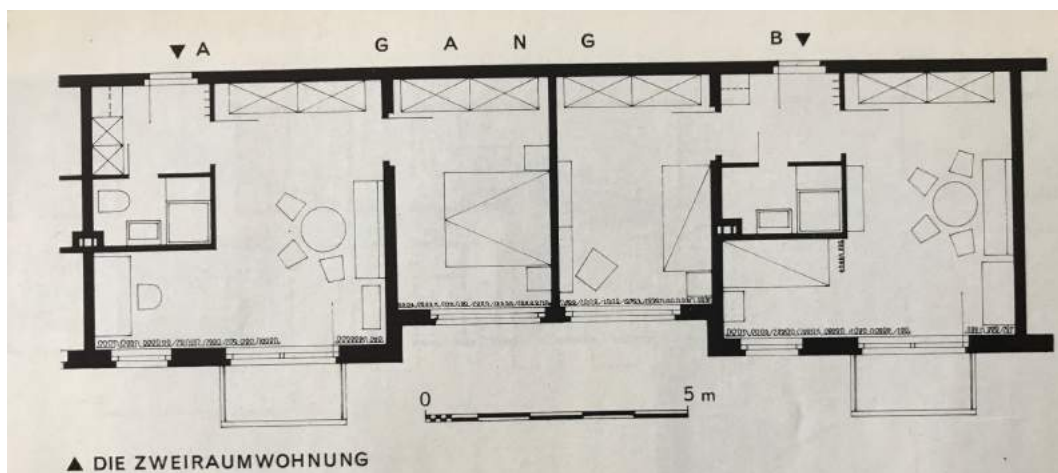 ▼ A G A N G B ▼
0 5 m
▲ DIE ZWEIRAUMWOHNUNG